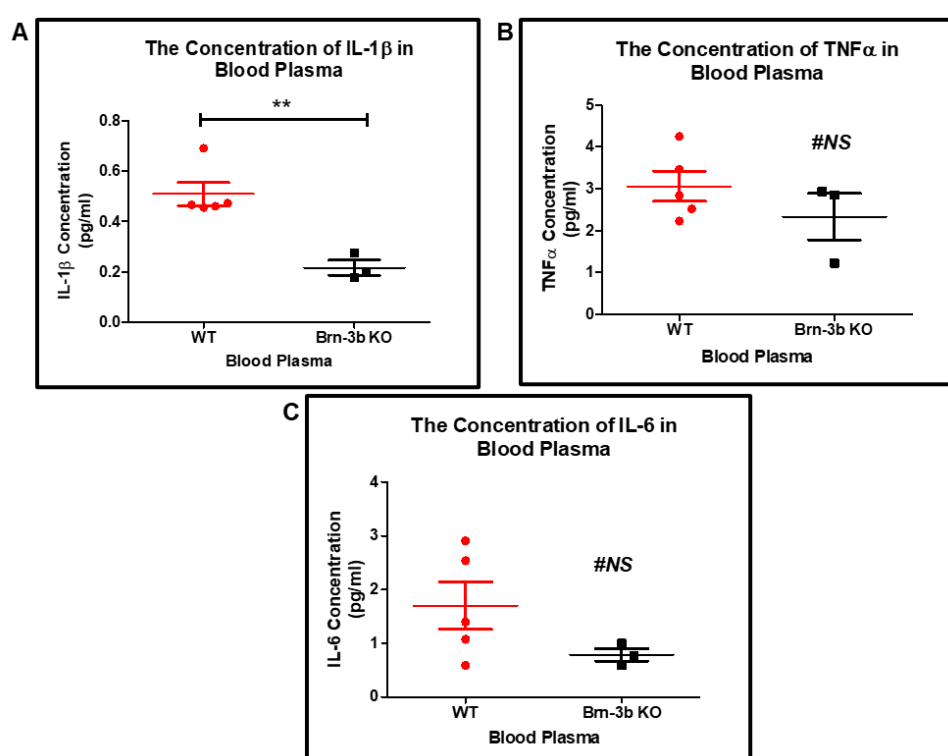 A
The Concentration of IL-1β in
Blood Plasma
**
IL-1β Concentration
(pg/ml)
0.8
0.6
0.4
0.2
0.0
WT
Brn-3b KO
Blood Plasma
B
The Concentration of TNFα in
Blood Plasma
#NS
TNFα Concentration
(pg/ml)
5
4
3
2
1
0
WT
Brn-3b KO
Blood Plasma
C
The Concentration of IL-6 in
Blood Plasma
#NS
IL-6 Concentration
(pg/ml)
4
3
2
1
0
WT
Brn-3b KO
Blood Plasma